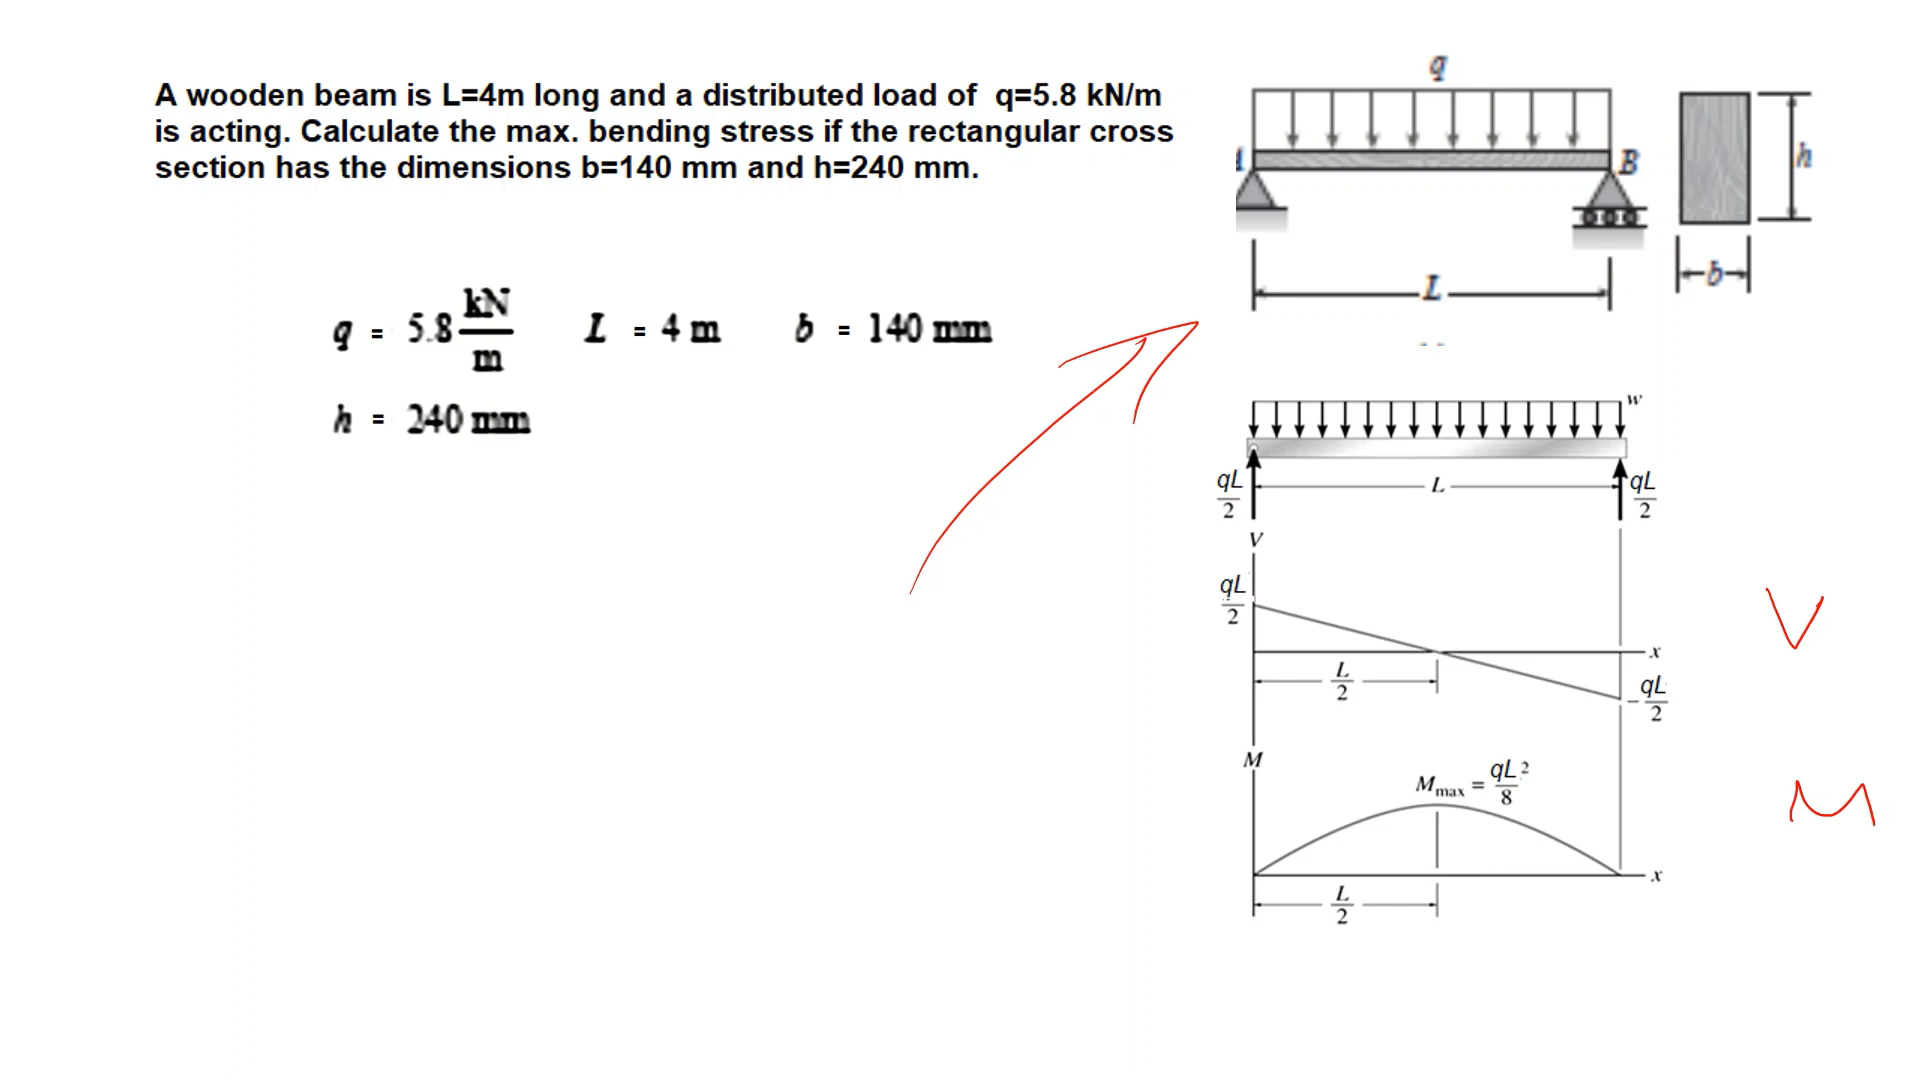 A wooden beam is L=4m long and a distributed load of q=5.8 kN/m
is acting. Calculate the max. bending stress if the rectangular cross
section has the dimensions b=140 mm and h=240 mm.
q = 5.8 kN/m L = 4 m b = 140 mm
h = 240 mm
q
A B
h
b
L
w
qL/2 L qL/2
V
qL/2
x
L/2
-qL/2
V
M
Mmax = qL²/8
M
x
L/2